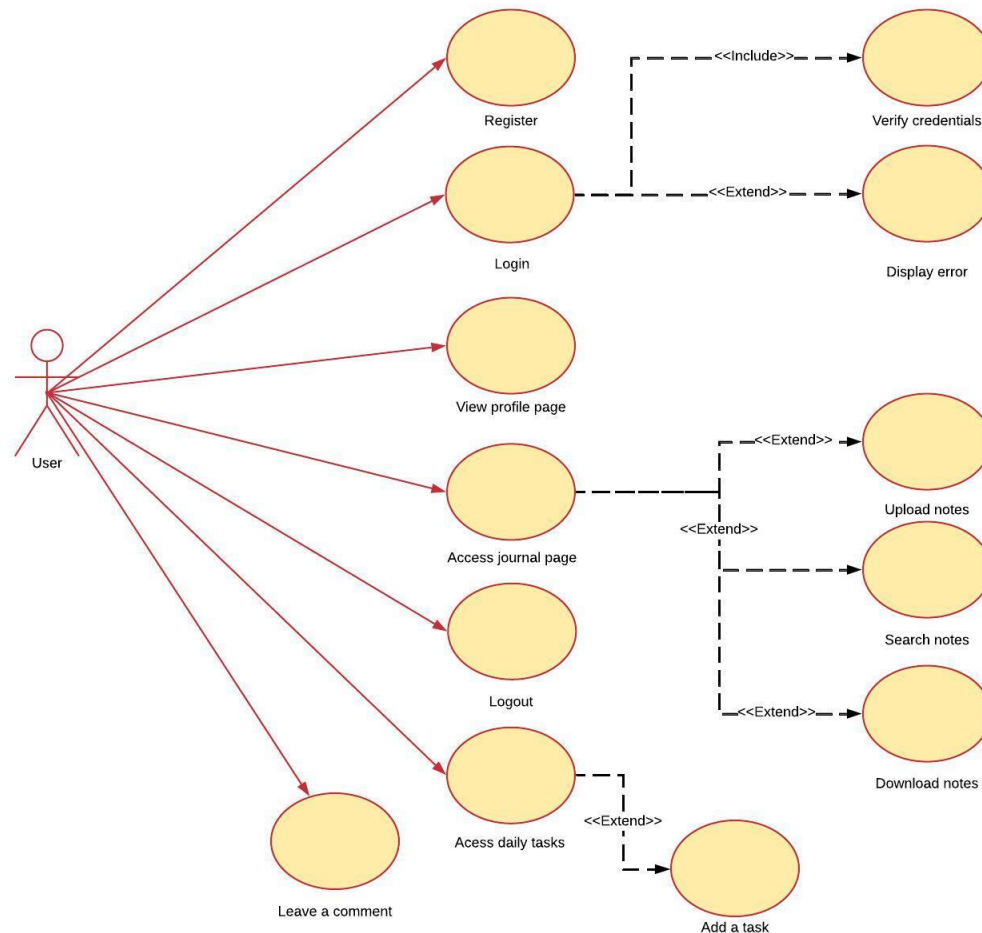 Register
<<Include>>
Verify credentials
Login
<<Extend>>
Display error
View profile page
User
Access journal page
<<Extend>>
Upload notes
<<Extend>>
Search notes
Logout
<<Extend>>
Download notes
Acess daily tasks
<<Extend>>
Leave a comment
Add a task